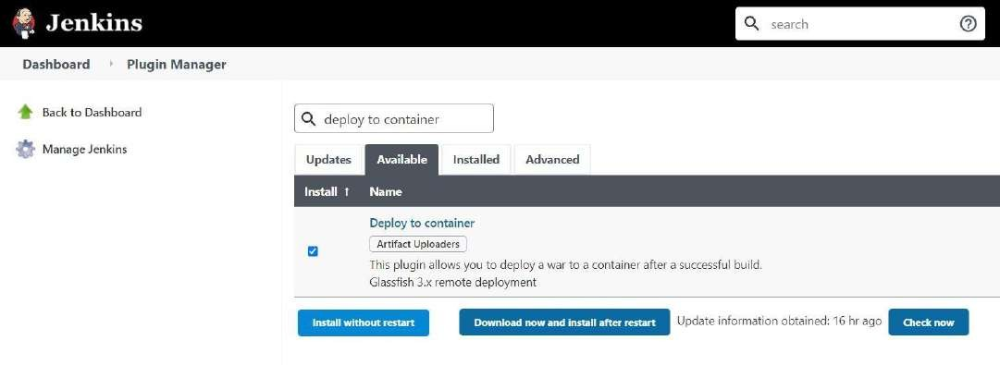 Jenkins
search
Dashboard
Plugin Manager
Back to Dashboard
Manage Jenkins
deploy to container
Updates
Available
Installed
Advanced
Install ↑ Name
Deploy to container
Artifact Uploaders
This plugin allows you to deploy a war to a container after a successful build.
Glassfish 3.x remote deployment
Install without restart
Download now and install after restart
Update information obtained: 16 hr ago
Check now